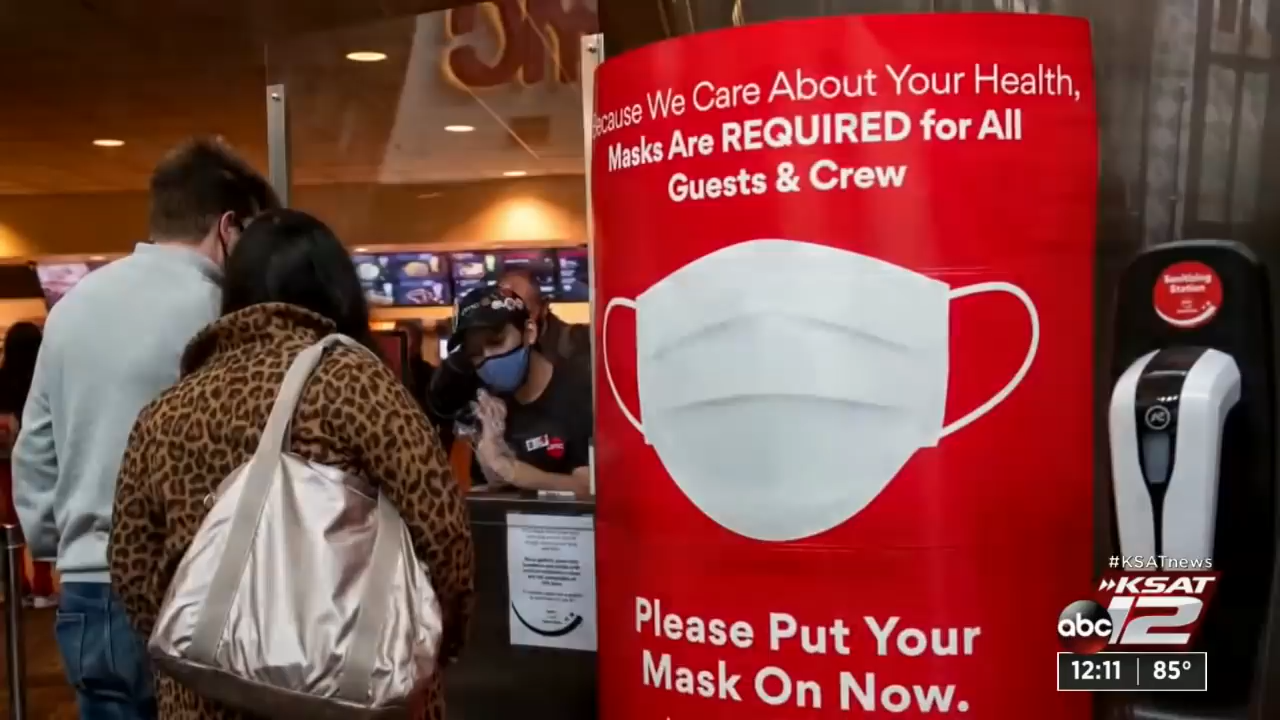 Because We Care About Your Health,
Masks Are REQUIRED for All
Guests & Crew
Please Put Your
Mask On Now.
Sanitizing
Station
#KSATnews
KSAT
abc 12
12:11 85°